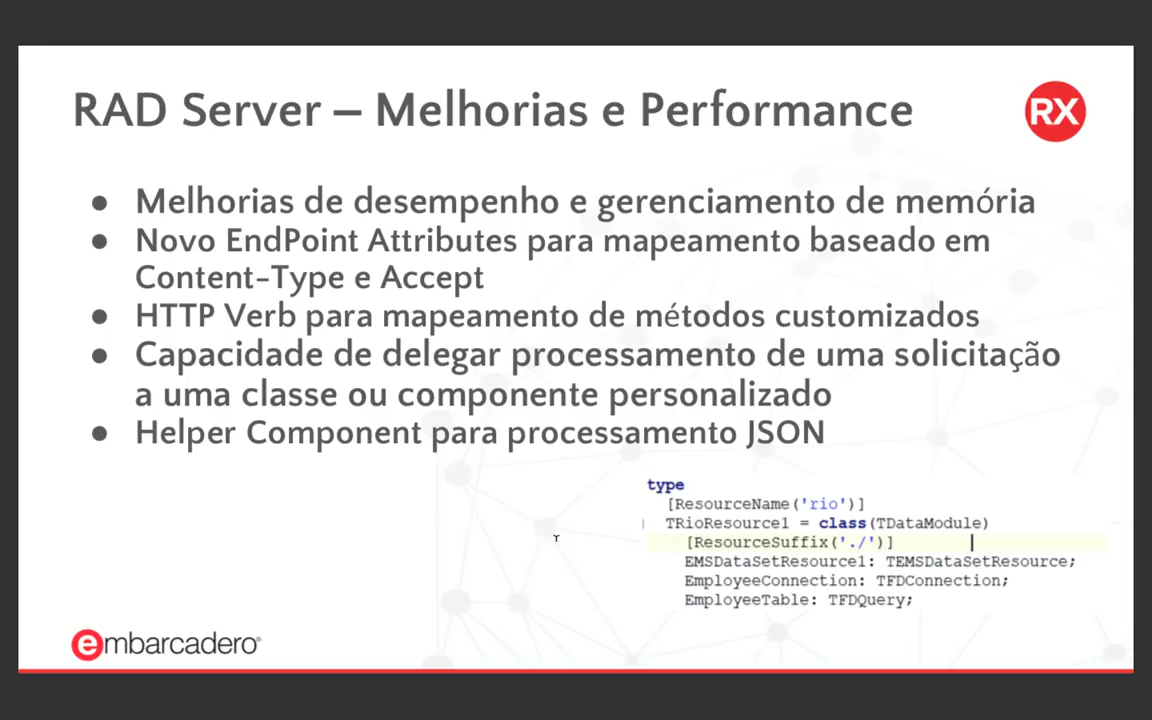 RAD Server – Melhorias e Performance
RX
● Melhorias de desempenho e gerenciamento de memória
● Novo EndPoint Attributes para mapeamento baseado em
Content-Type e Accept
● HTTP Verb para mapeamento de métodos customizados
● Capacidade de delegar processamento de uma solicitação
a uma classe ou componente personalizado
● Helper Component para processamento JSON
type
[ResourceName('rio')]
TRioResource1 = class(TDataModule)
[ResourceSuffix('./')]
EMSDataSetResource1: TEMSDataSetResource;
EmployeeConnection: TFDConnection;
EmployeeTable: TFDQuery;
embarcadero®